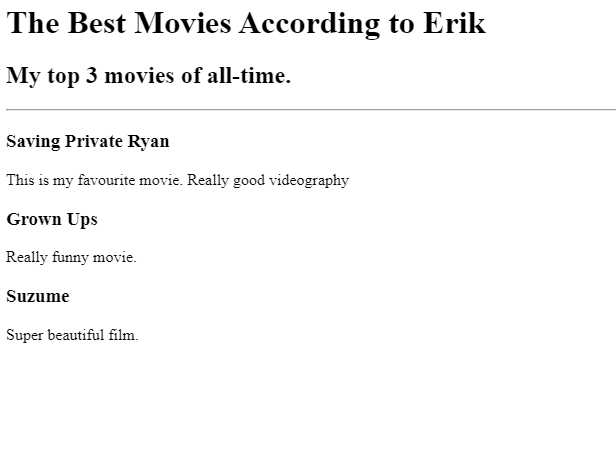 The Best Movies According to Erik
My top 3 movies of all-time.
Saving Private Ryan
This is my favourite movie. Really good videography
Grown Ups
Really funny movie.
Suzume
Super beautiful film.